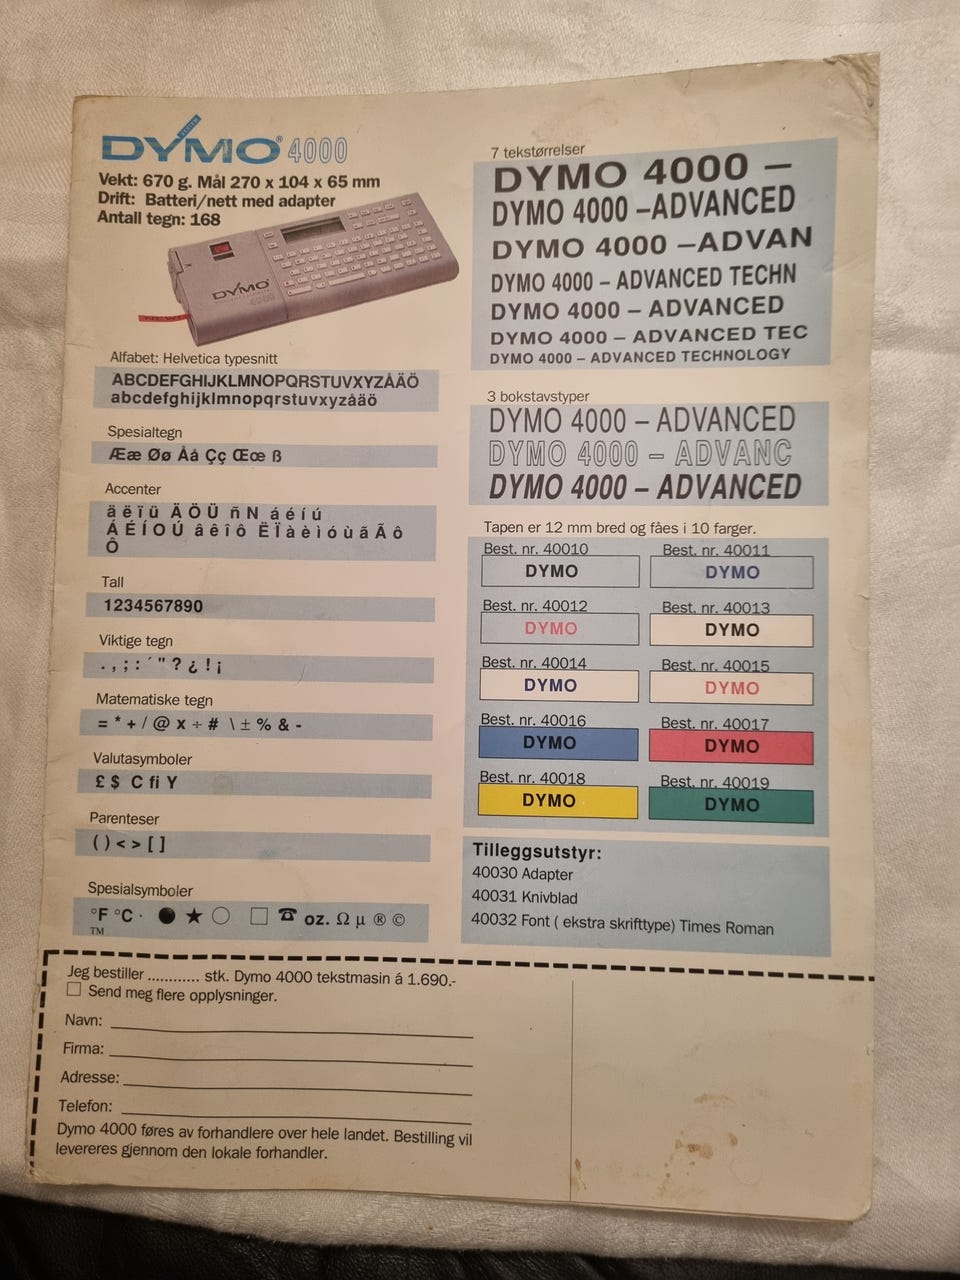 DYMO® 4000
Vekt: 670 g. Mål 270 x 104 x 65 mm
Drift: Batteri/nett med adapter
Antall tegn: 168
DYMO
4000
NEW!
Alfabet: Helvetica typesnitt
ABCDEFGHIJKLMNOPQRSTUVXYZÅÄÖ
abcdefghijklmnopqrstuvxyzåäö
Spesialtegn
Ææ Øø Åå Çç Œœ ß
Accenter
ä ë ï ü Ä Ö Ü ñ N á é í ú
Á É Í O Ú â ê î ô Ë Ï à è ì ó ù ã Ã ô
Ô
Tall
1234567890
Viktige tegn
. , ; : ´ " ? ¿ ! ¡
Matematiske tegn
= * + / @ x ÷ # \ ± % & -
Valutasymboler
£ $ C fi Y
Parenteser
( ) < > [ ]
Spesialsymboler
°F °C · ● ★ ○ □ ☎ oz. Ω µ ® ©
TM
7 tekstørrelser
DYMO 4000 –
DYMO 4000 –ADVANCED
DYMO 4000 –ADVAN
DYMO 4000 – ADVANCED TECHN
DYMO 4000 – ADVANCED
DYMO 4000 – ADVANCED TEC
DYMO 4000 – ADVANCED TECHNOLOGY
3 bokstavstyper
DYMO 4000 – ADVANCED
DYMO 4000 – ADVANC
DYMO 4000 – ADVANCED
Tapen er 12 mm bred og fåes i 10 farger.
Best. nr. 40010 Best. nr. 40011
DYMO DYMO
Best. nr. 40012 Best. nr. 40013
DYMO DYMO
Best. nr. 40014 Best. nr. 40015
DYMO DYMO
Best. nr. 40016 Best. nr. 40017
DYMO DYMO
Best. nr. 40018 Best. nr. 40019
DYMO DYMO
Tilleggsutstyr:
40030 Adapter
40031 Knivblad
40032 Font ( ekstra skrifttype) Times Roman
Jeg bestiller ............ stk. Dymo 4000 tekstmasin á 1.690.-
□ Send meg flere opplysninger.
Navn:
Firma:
Adresse:
Telefon:
Dymo 4000 føres av forhandlere over hele landet. Bestilling vil
levereres gjennom den lokale forhandler.